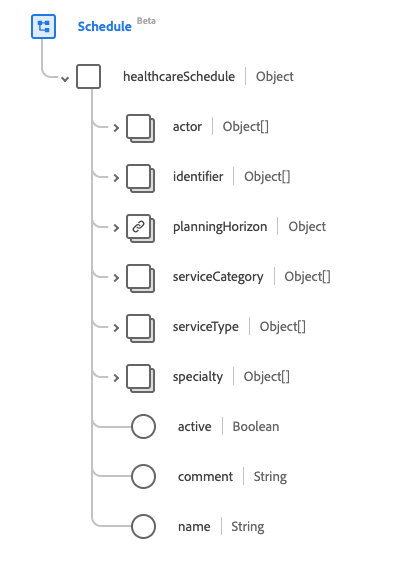 Schedule Beta
healthcareSchedule Object
actor Object[]
identifier Object[]
planningHorizon Object
serviceCategory Object[]
serviceType Object[]
specialty Object[]
active Boolean
comment String
name String